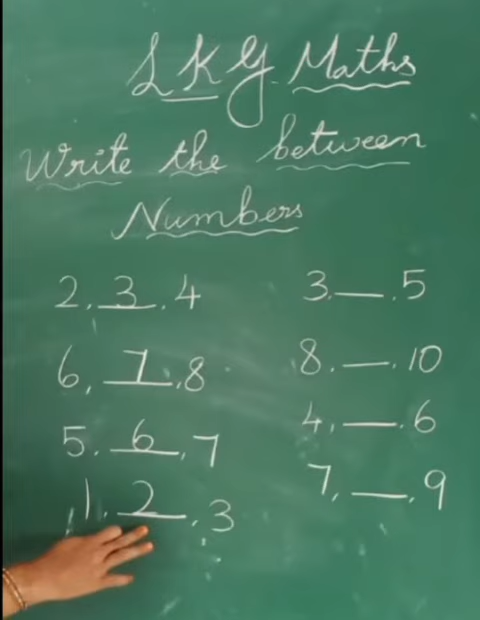 LKG Maths
Write the between
Numbers
2, 3, 4
6, 7, 8
5, 6, 7
1, 2, 3
3, __, 5
8, __, 10
4, __, 6
7, __, 9